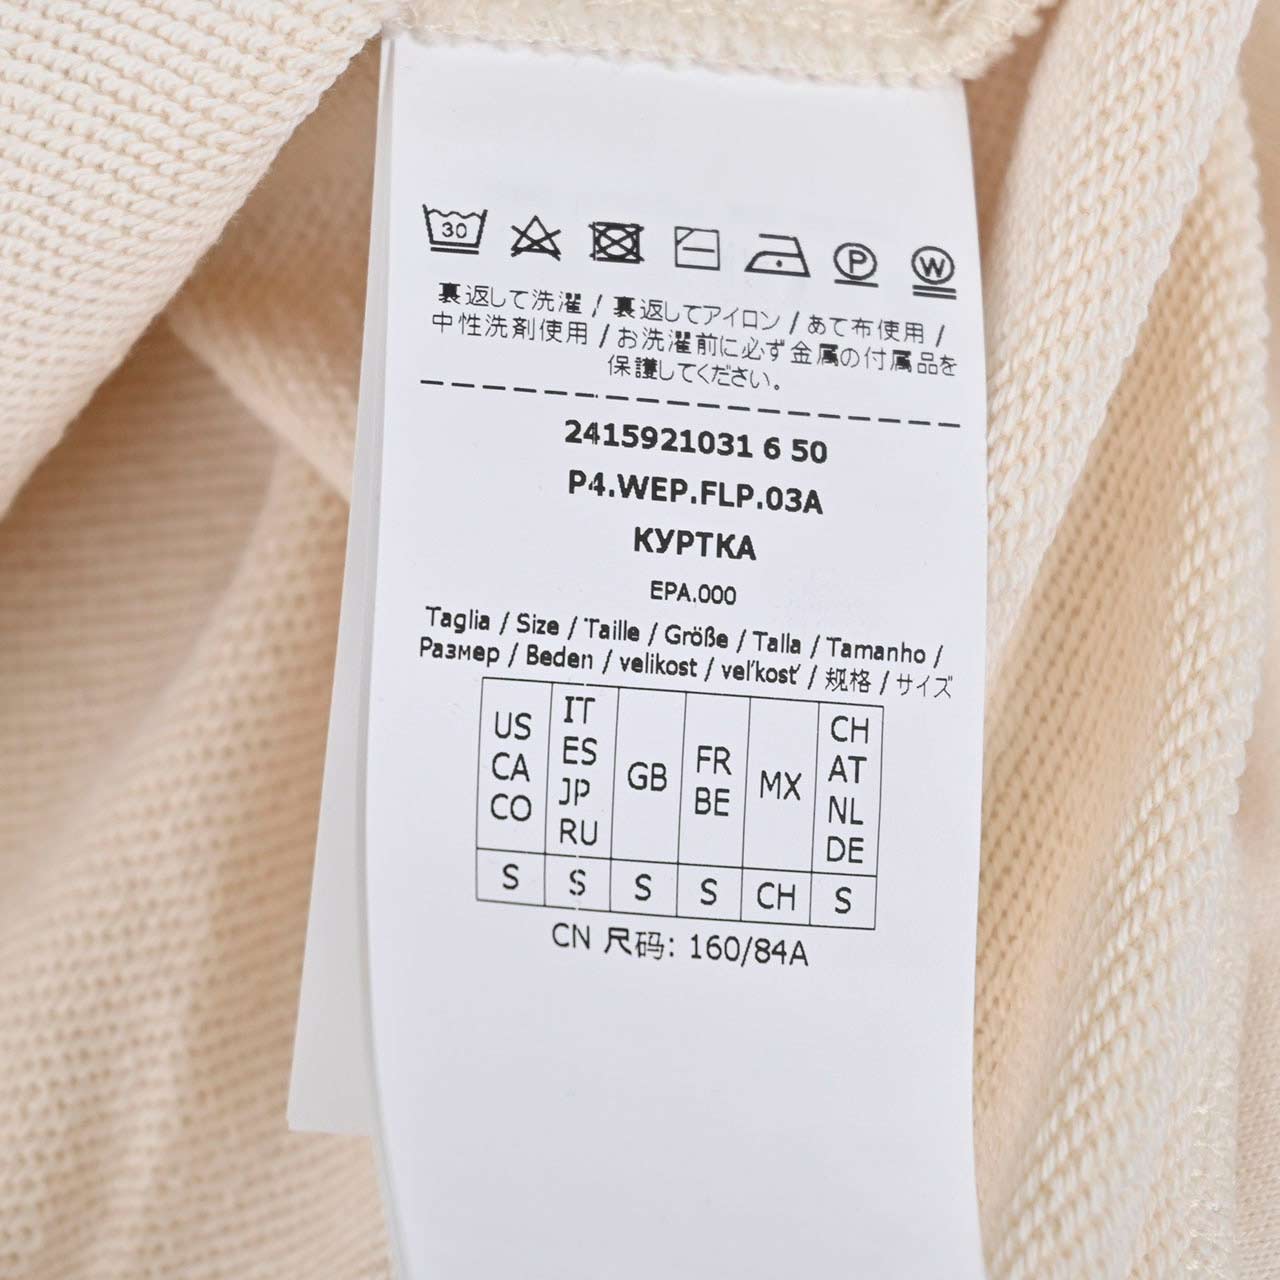 30
P
W
裏返して洗濯 / 裏返してアイロン / あて布使用 /
中性洗剤使用 / お洗濯前に必ず金属の付属品を
保護してください。
2415921031 6 50
P4.WEP.FLP.03A
КУРТКА
EPA.000
Taglia / Size / Taille / Größe / Talla / Tamanho /
Размер / Beden / velikost / veľkosť / 规格 / サイズ
US CA CO
IT ES JP RU
GB
FR BE
MX
CH AT NL DE
S S S S CH S
CN 尺码: 160/84A